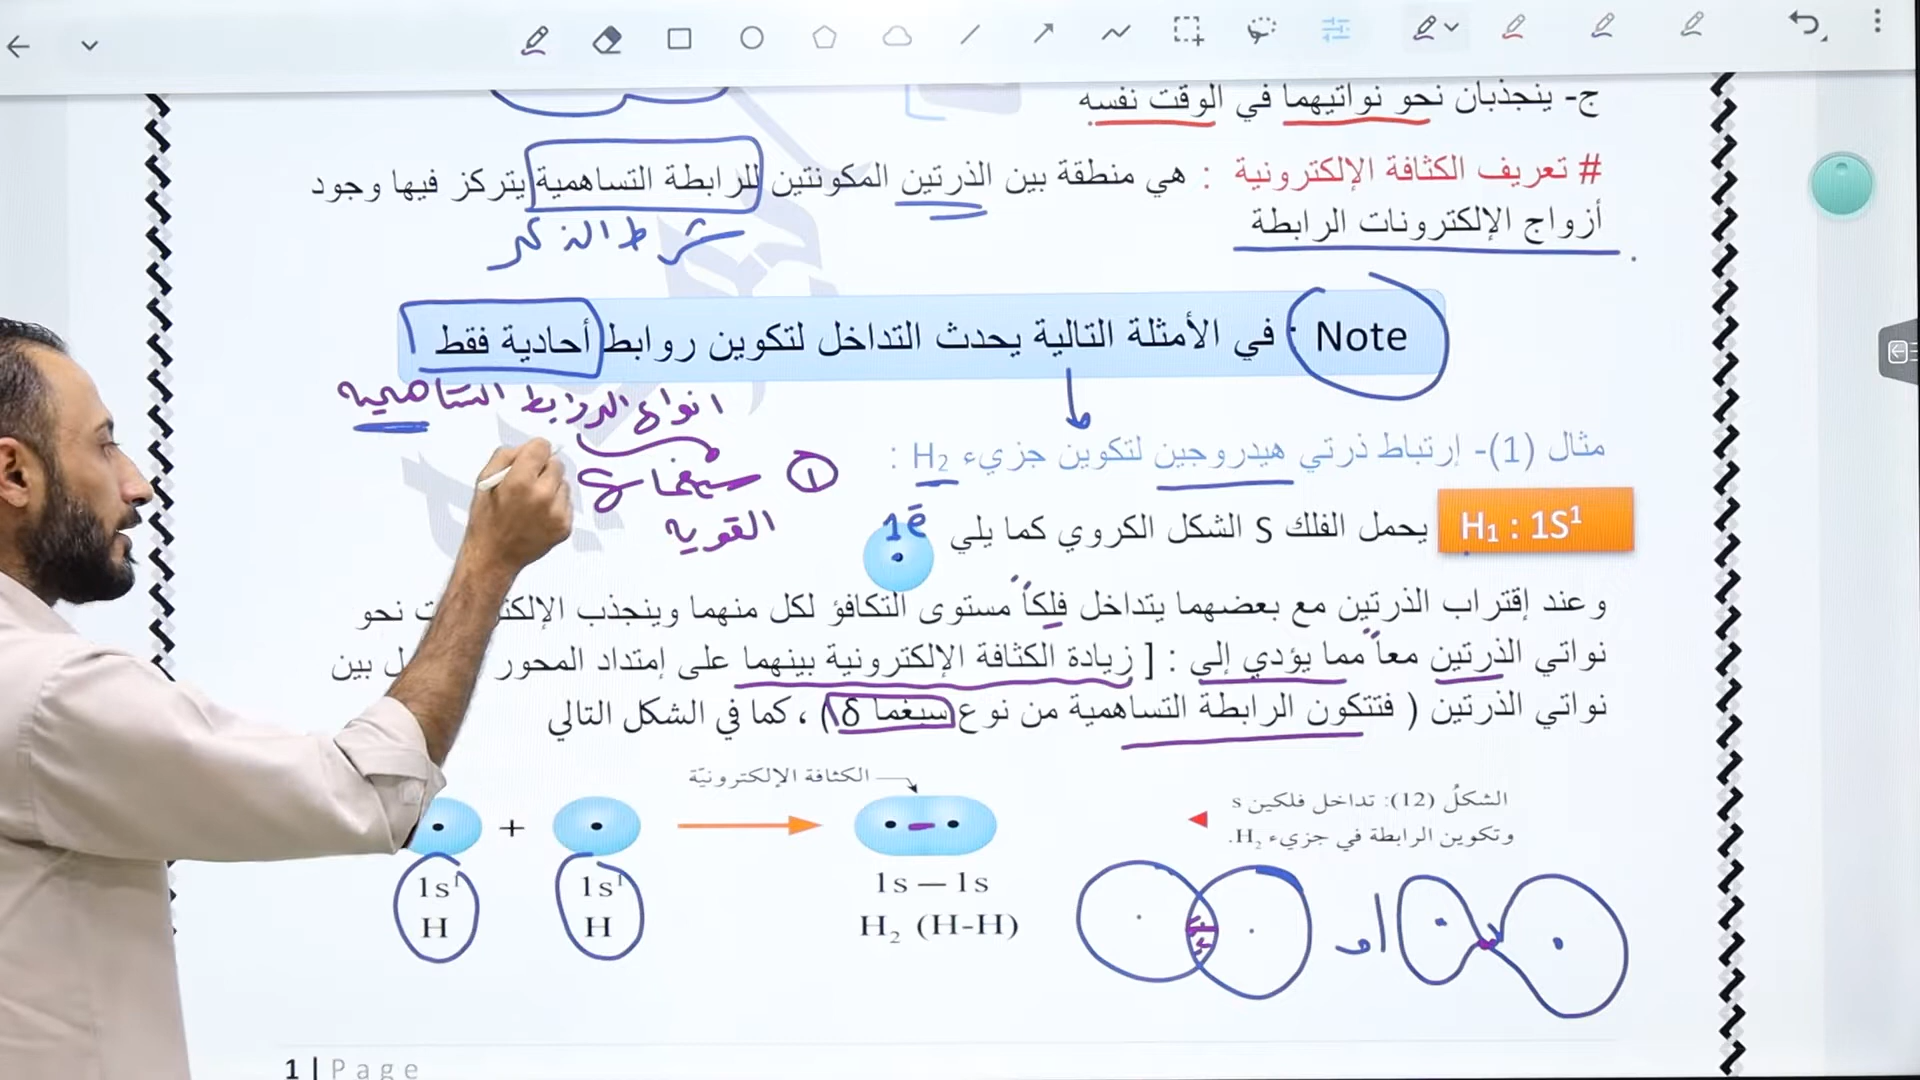 ج- ينجذبان نحو نواتيهما في الوقت نفسه
# تعريف الكثافة الإلكترونية : هي منطقة بين الذرتين المكونتين للرابطة التساهمية يتركز فيها وجود
أزواج الإلكترونات الرابطة
شرط الذكر
Note : في الأمثلة التالية يحدث التداخل لتكوين روابط أحادية فقط
انواع الروابط التساهمية
مثال (1)- إرتباط ذرتي هيدروجين لتكوين جزيء H₂ :
① سيغما
القوية
H₁ : 1S¹ يحمل الفلك S الشكل الكروي كما يلي
1ē
وعند إقتراب الذرتين مع بعضهما يتداخل فلكاً مستوى التكافؤ لكل منهما وينجذب نحو
نواتي الذرتين معاً مما يؤدي إلى : [ زيادة الكثافة الإلكترونية بينهما على إمتداد المحور بين
نواتي الذرتين ( فتتكون الرابطة التساهمية من نوع سيغما δ) ، كما في الشكل التالي
الكثافة الإلكترونيّة
الشكلُ (12): تداخل فلكين s
وتكوين الرابطة في جزيء H₂.
+
1s¹
H
1s¹
H
1s – 1s
H₂ (H-H)
او
1 | Page